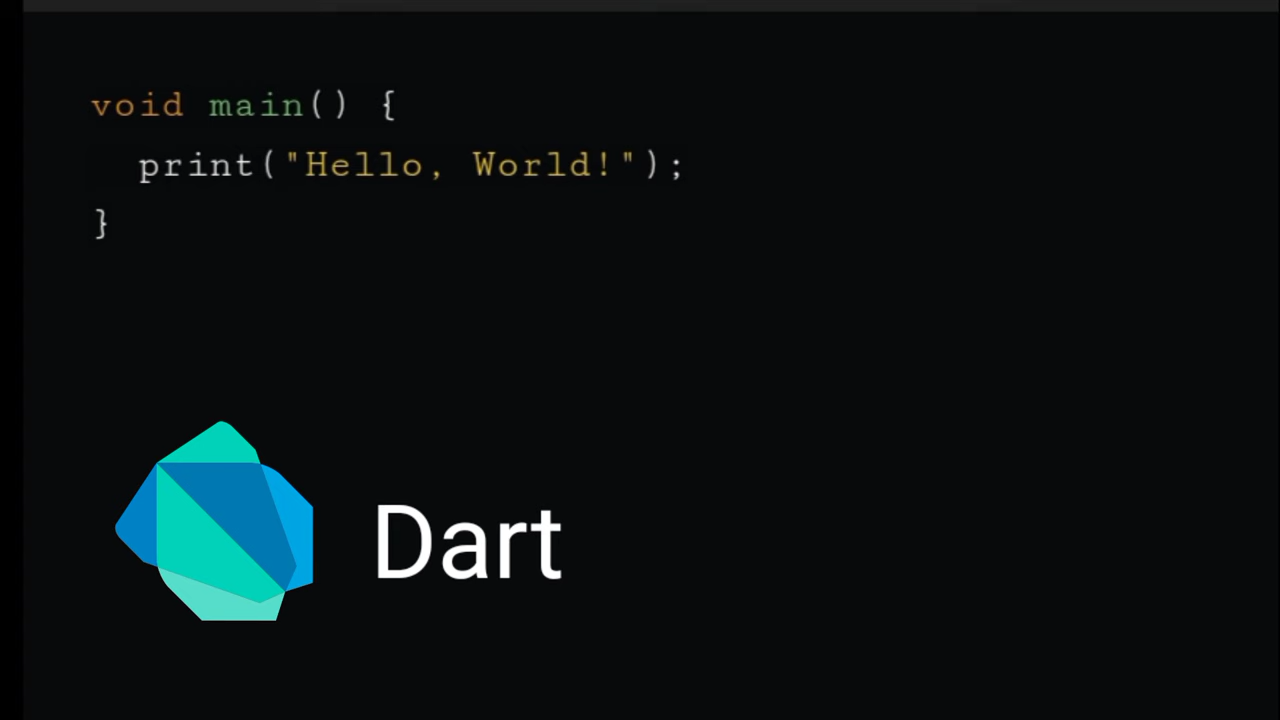 void main() {
  print("Hello, World!");
}
Dart